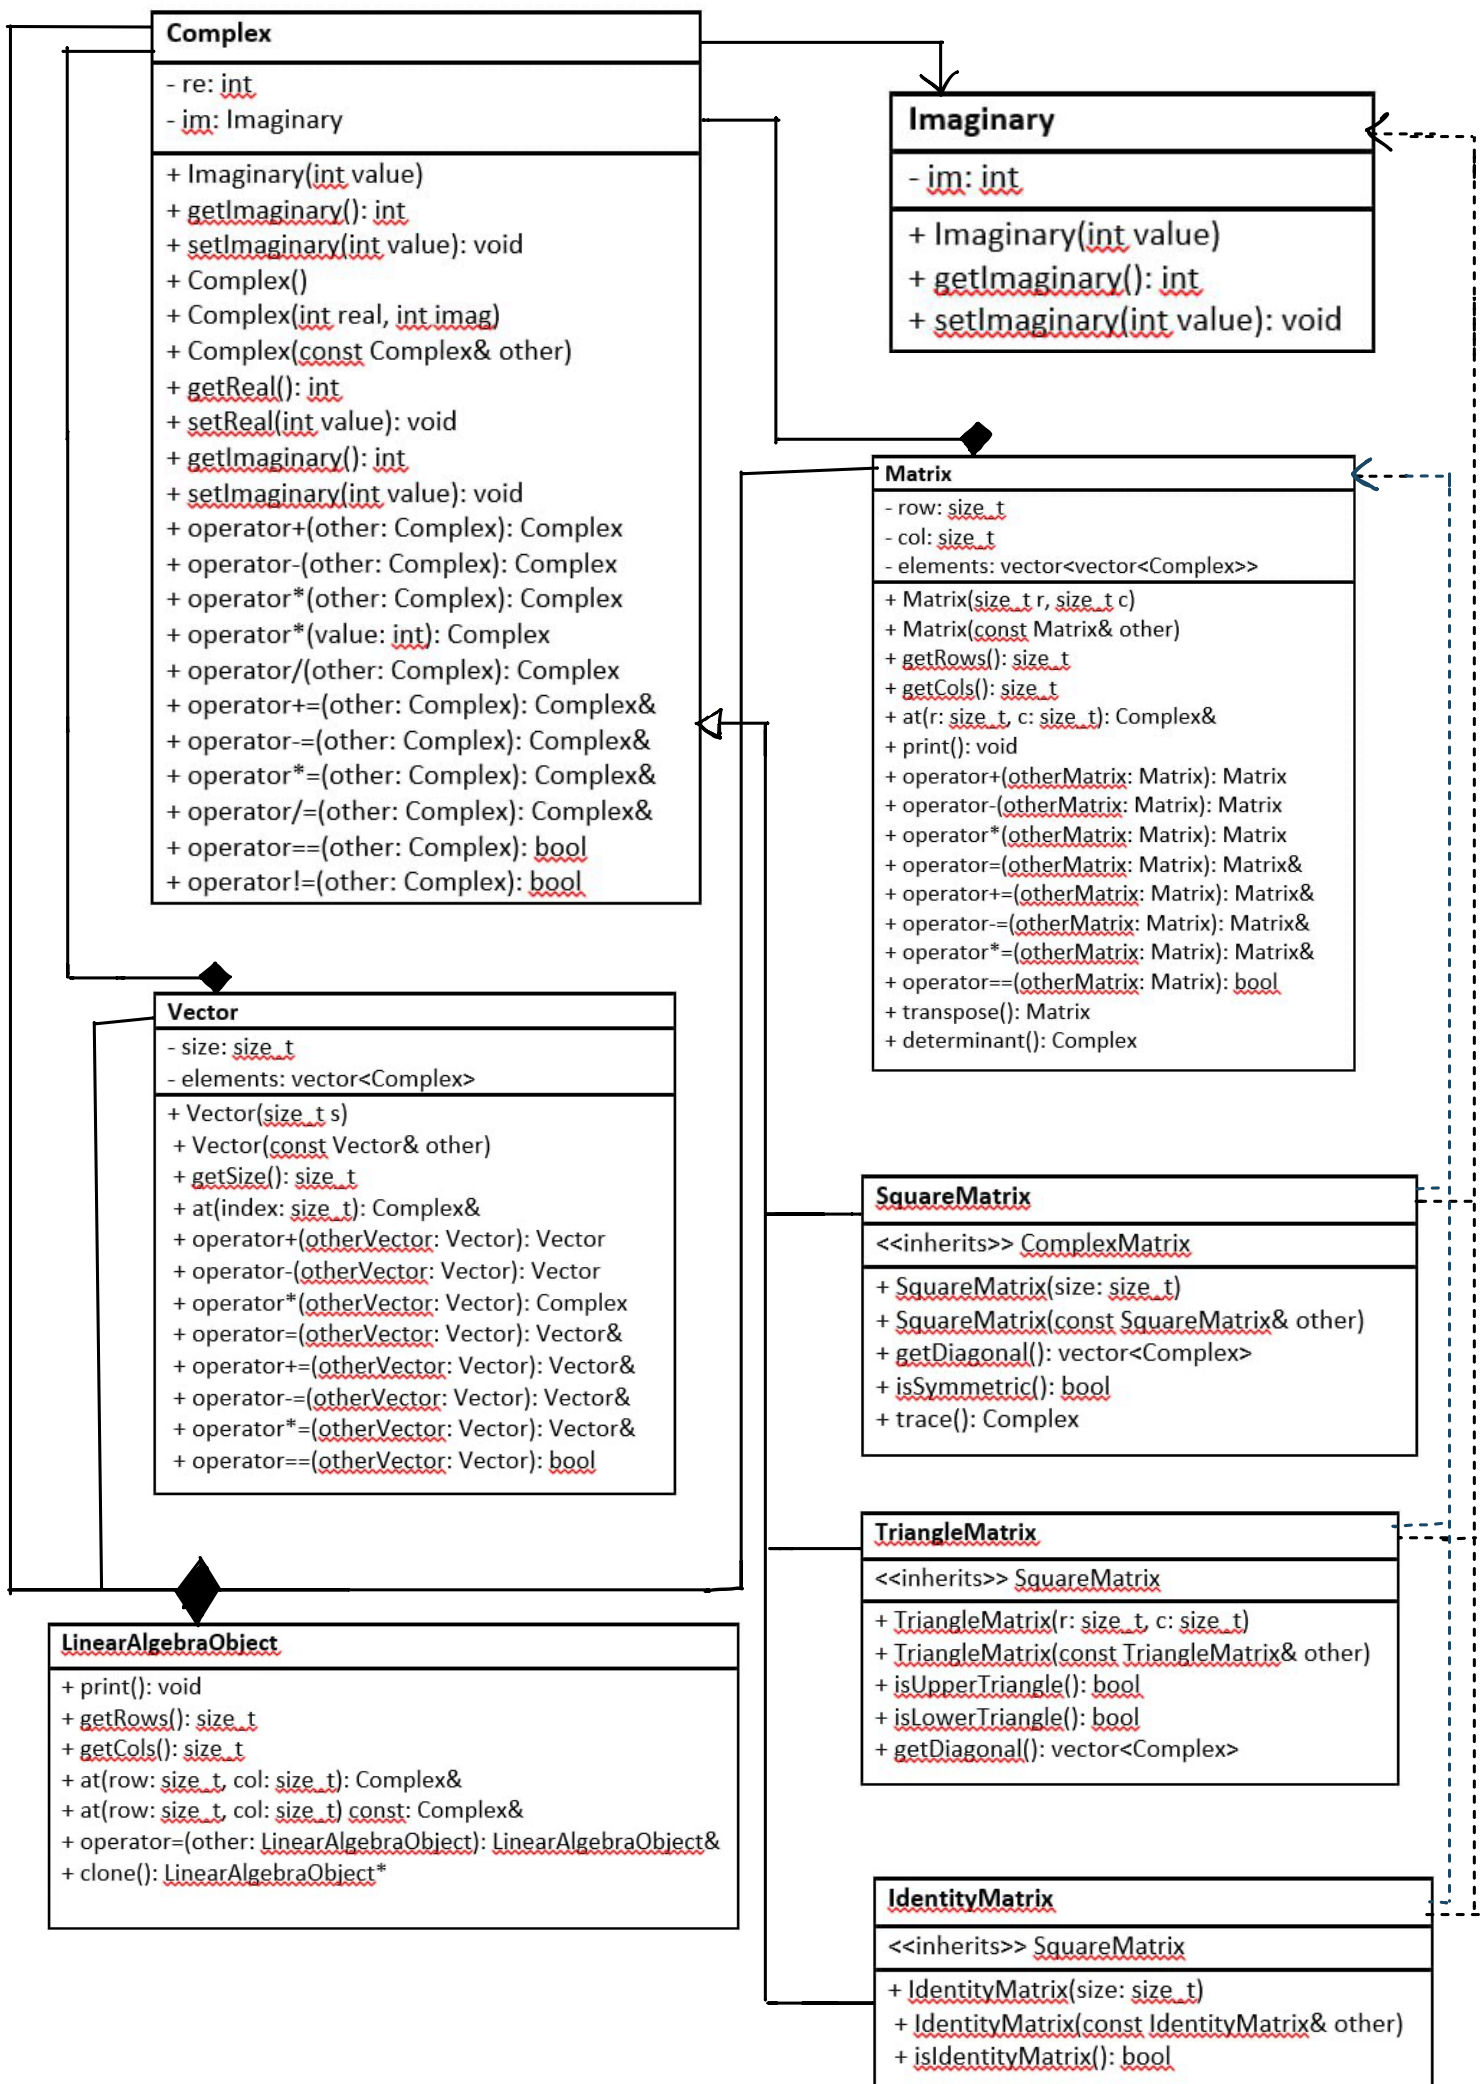 Complex
- re: int
- im: Imaginary
+ Imaginary(int value)
+ getImaginary(): int
+ setImaginary(int value): void
+ Complex()
+ Complex(int real, int imag)
+ Complex(const Complex& other)
+ getReal(): int
+ setReal(int value): void
+ getImaginary(): int
+ setImaginary(int value): void
+ operator+(other: Complex): Complex
+ operator-(other: Complex): Complex
+ operator*(other: Complex): Complex
+ operator*(value: int): Complex
+ operator/(other: Complex): Complex
+ operator+=(other: Complex): Complex&
+ operator-=(other: Complex): Complex&
+ operator*=(other: Complex): Complex&
+ operator/=(other: Complex): Complex&
+ operator==(other: Complex): bool
+ operator!=(other: Complex): bool
Imaginary
- im: int
+ Imaginary(int value)
+ getImaginary(): int
+ setImaginary(int value): void
Matrix
- row: size_t
- col: size_t
- elements: vector<vector<Complex>>
+ Matrix(size_t r, size_t c)
+ Matrix(const Matrix& other)
+ getRows(): size_t
+ getCols(): size_t
+ at(r: size_t, c: size_t): Complex&
+ print(): void
+ operator+(otherMatrix: Matrix): Matrix
+ operator-(otherMatrix: Matrix): Matrix
+ operator*(otherMatrix: Matrix): Matrix
+ operator=(otherMatrix: Matrix): Matrix&
+ operator+=(otherMatrix: Matrix): Matrix&
+ operator-=(otherMatrix: Matrix): Matrix&
+ operator*=(otherMatrix: Matrix): Matrix&
+ operator==(otherMatrix: Matrix): bool
+ transpose(): Matrix
+ determinant(): Complex
Vector
- size: size_t
- elements: vector<Complex>
+ Vector(size_t s)
+ Vector(const Vector& other)
+ getSize(): size_t
+ at(index: size_t): Complex&
+ operator+(otherVector: Vector): Vector
+ operator-(otherVector: Vector): Vector
+ operator*(otherVector: Vector): Complex
+ operator=(otherVector: Vector): Vector&
+ operator+=(otherVector: Vector): Vector&
+ operator-=(otherVector: Vector): Vector&
+ operator*=(otherVector: Vector): Vector&
+ operator==(otherVector: Vector): bool
SquareMatrix
<<inherits>> ComplexMatrix
+ SquareMatrix(size: size_t)
+ SquareMatrix(const SquareMatrix& other)
+ getDiagonal(): vector<Complex>
+ isSymmetric(): bool
+ trace(): Complex
TriangleMatrix
<<inherits>> SquareMatrix
+ TriangleMatrix(r: size_t, c: size_t)
+ TriangleMatrix(const TriangleMatrix& other)
+ isUpperTriangle(): bool
+ isLowerTriangle(): bool
+ getDiagonal(): vector<Complex>
LinearAlgebraObject
+ print(): void
+ getRows(): size_t
+ getCols(): size_t
+ at(row: size_t, col: size_t): Complex&
+ at(row: size_t, col: size_t) const: Complex&
+ operator=(other: LinearAlgebraObject): LinearAlgebraObject&
+ clone(): LinearAlgebraObject*
IdentityMatrix
<<inherits>> SquareMatrix
+ IdentityMatrix(size: size_t)
+ IdentityMatrix(const IdentityMatrix& other)
+ isIdentityMatrix(): bool